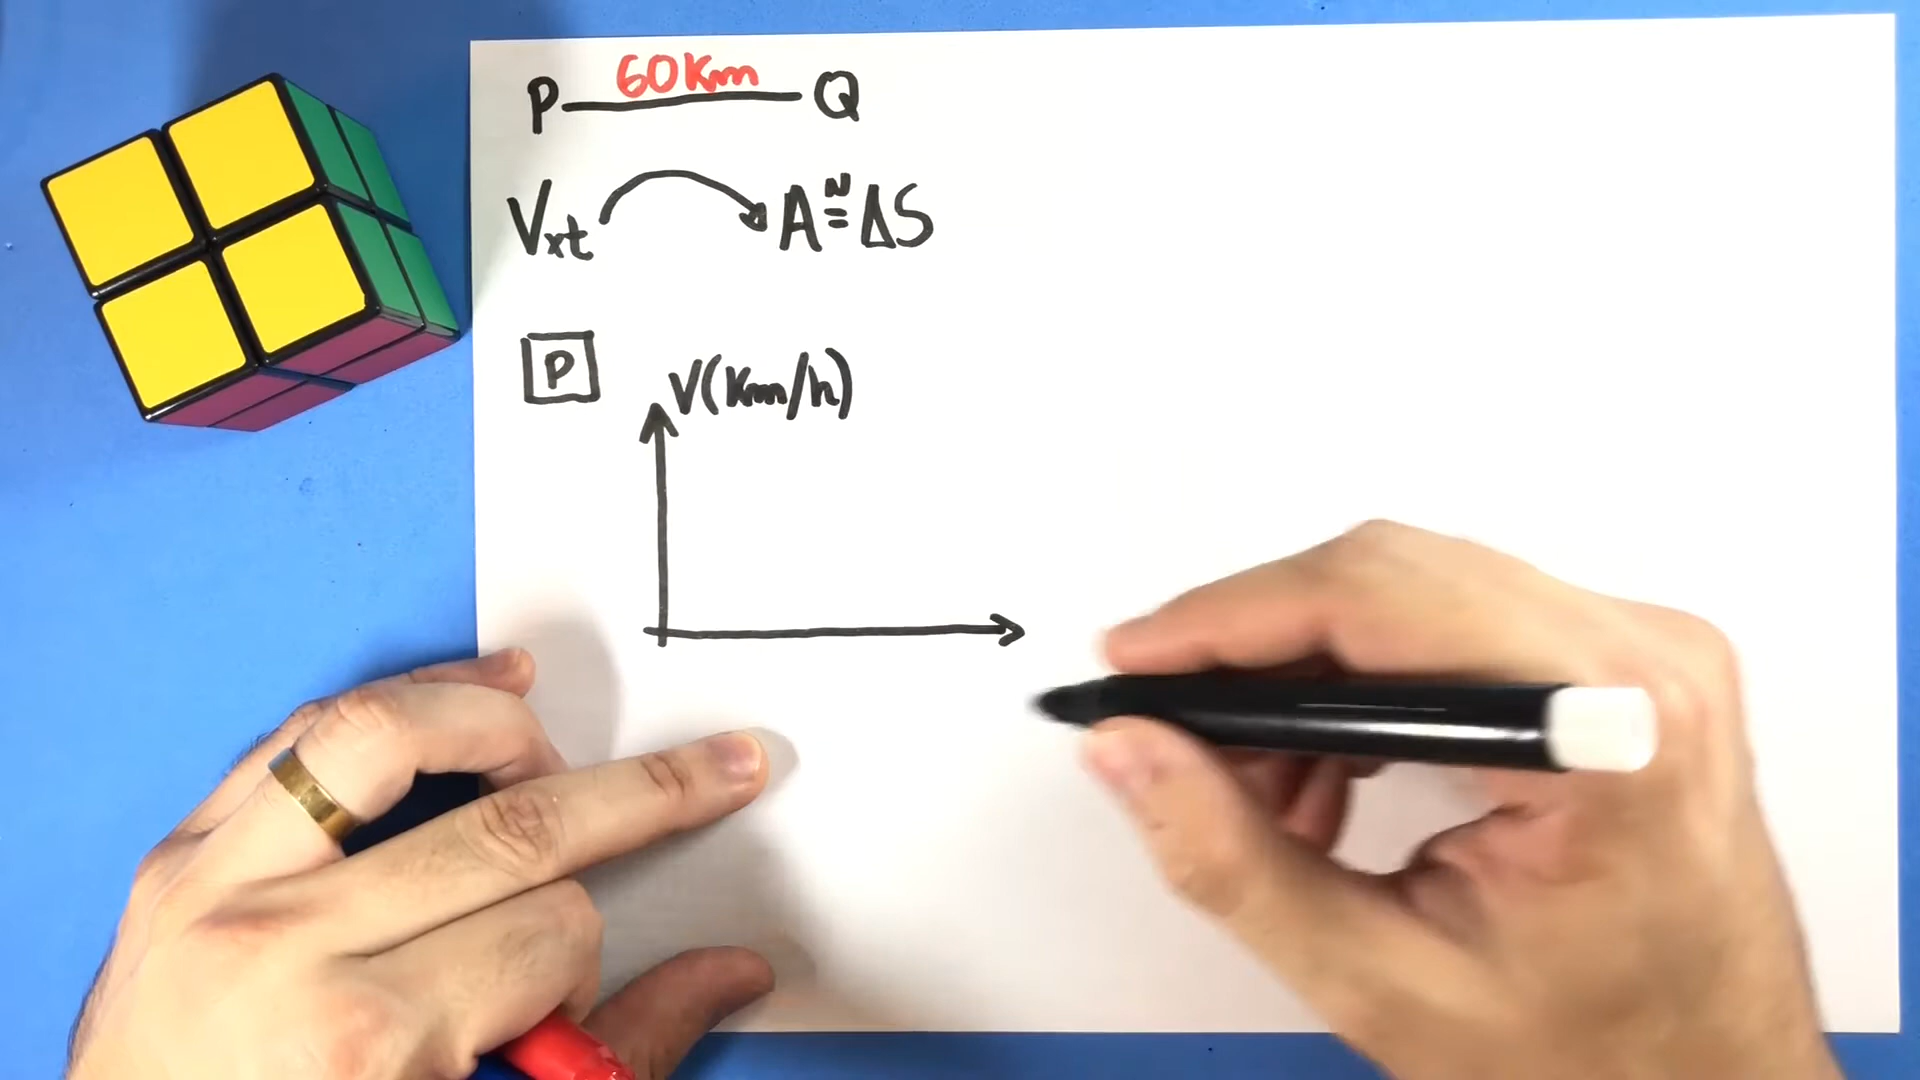 P 60Km Q
Vxt A N= ΔS
P
V(Km/h)